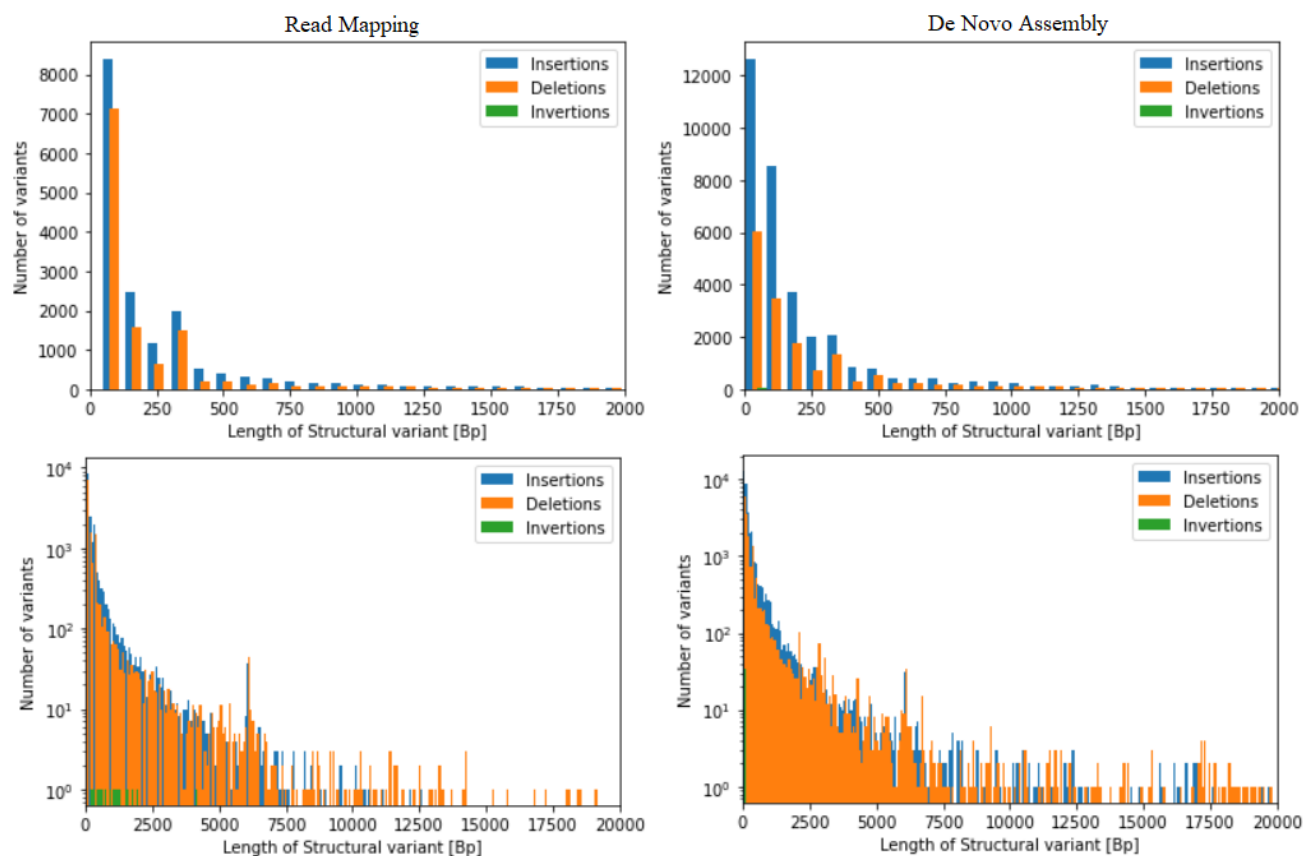 Read Mapping
De Novo Assembly
Number of variants
8000
7000
6000
5000
4000
3000
2000
1000
0
Insertions
Deletions
Invertions
0 250 500 750 1000 1250 1500 1750 2000
Length of Structural variant [Bp]
Number of variants
12000
10000
8000
6000
4000
2000
0
Insertions
Deletions
Invertions
0 250 500 750 1000 1250 1500 1750 2000
Length of Structural variant [Bp]
Number of variants
10⁴
10³
10²
10¹
10⁰
Insertions
Deletions
Invertions
0 2500 5000 7500 10000 12500 15000 17500 20000
Length of Structural variant [Bp]
Number of variants
10⁴
10³
10²
10¹
10⁰
Insertions
Deletions
Invertions
0 2500 5000 7500 10000 12500 15000 17500 20000
Length of Structural variant [Bp]